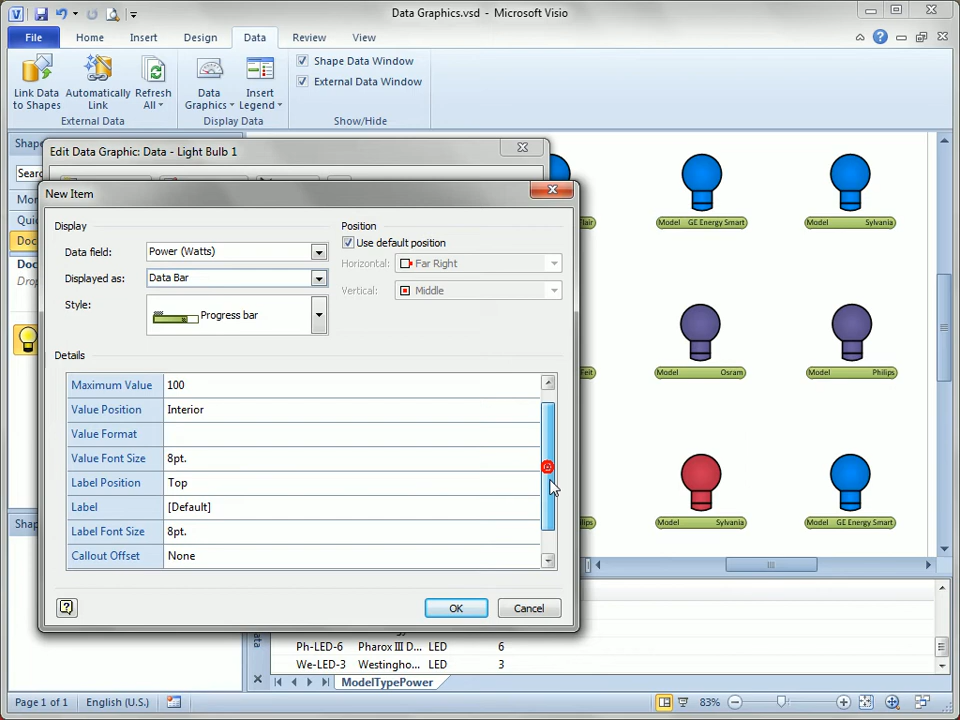 Data Graphics.vsd - Microsoft Visio
File Home Insert Design Data Review View
Link Data to Shapes
Automatically Link
Refresh All
Data Graphics
Insert Legend
Shape Data Window
External Data Window
External Data
Display Data
Show/Hide
Edit Data Graphic: Data - Light Bulb 1
New Item
Display
Data field: Power (Watts)
Displayed as: Data Bar
Style: Progress bar
Position
Use default position
Horizontal: Far Right
Vertical: Middle
Details
Maximum Value 100
Value Position Interior
Value Format
Value Font Size 8pt.
Label Position Top
Label [Default]
Label Font Size 8pt.
Callout Offset None
OK Cancel
Model GE Energy Smart
Model Sylvania
Model Osram
Model Philips
Model Sylvania
Model GE Energy Smart
Ph-LED-6 Pharox III D... LED 6
We-LED-3 Westingho... LED 3
ModelTypePower
Page 1 of 1 English (U.S.) 83%